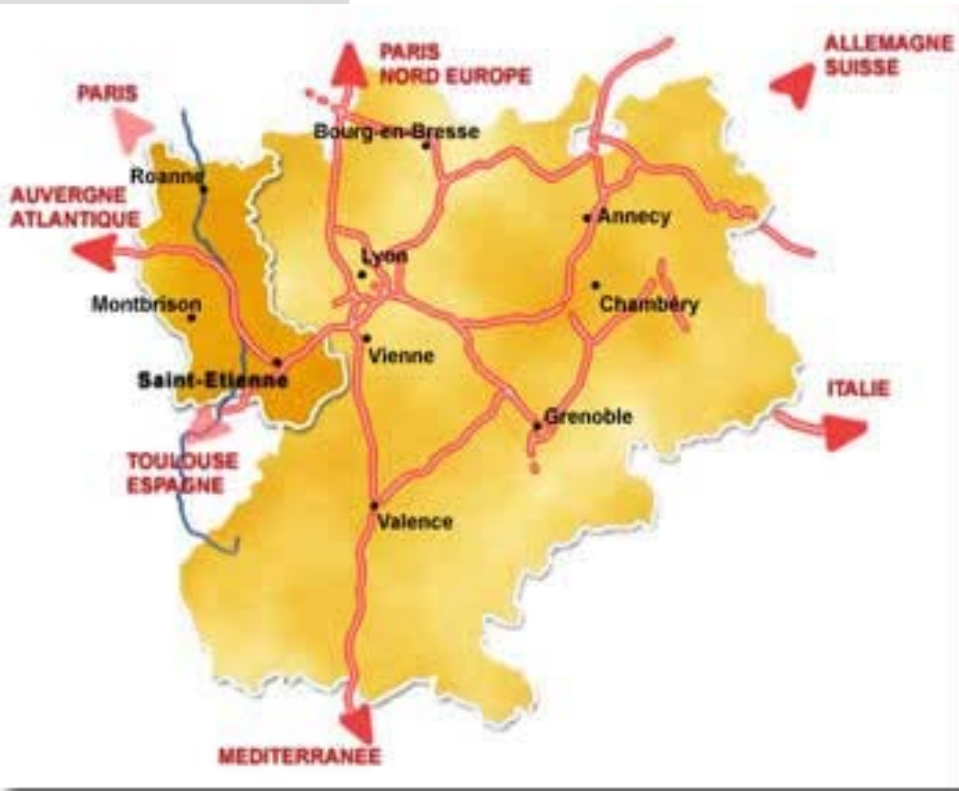 PARIS
NORD EUROPE
ALLEMAGNE
SUISSE
PARIS
Bourg-en-Bresse
Roanne
AUVERGNE
ATLANTIQUE
Annecy
Lyon
Montbrison
Chambéry
Vienne
Saint-Etienne
ITALIE
Grenoble
TOULOUSE
ESPAGNE
Valence
MEDITERRANEE